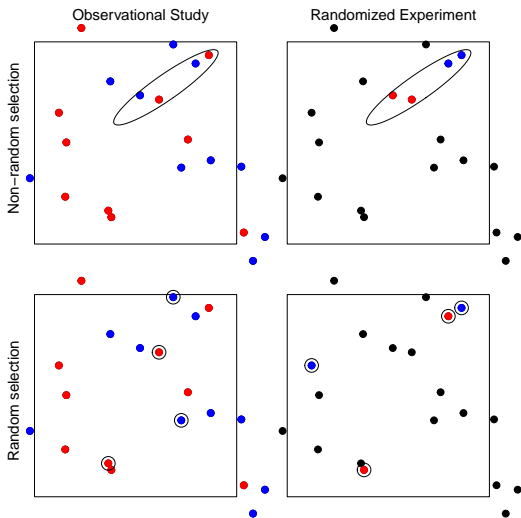 Observational Study
Randomized Experiment
Non−random selection
Random selection